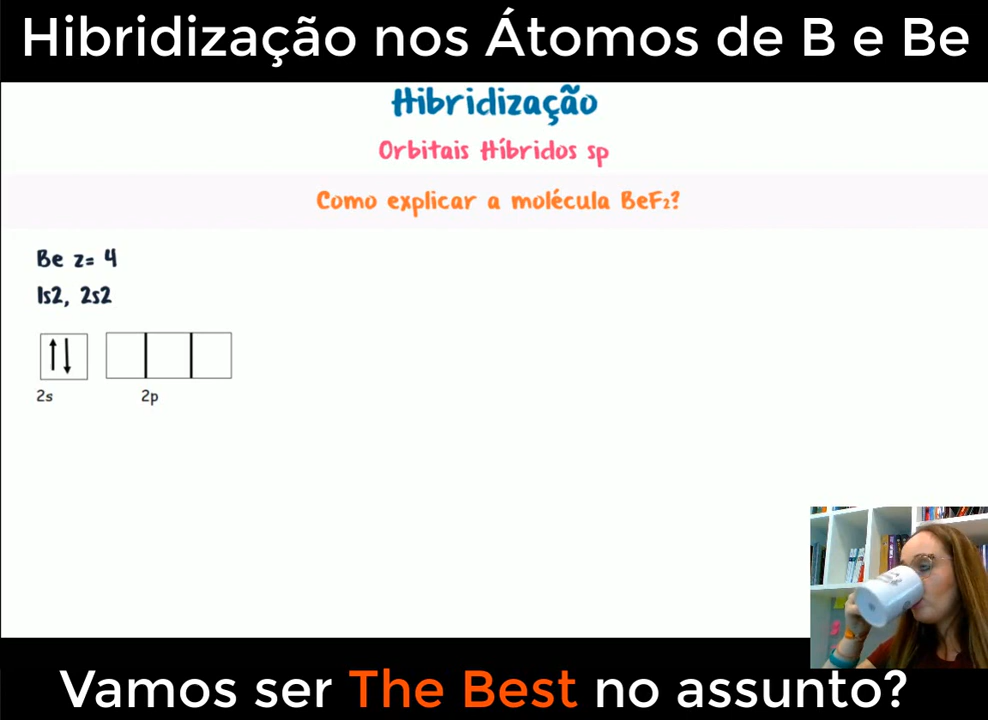 Hibridização nos Átomos de B e Be
Hibridização
Orbitais Híbridos sp
Como explicar a molécula BeF₂?
Be z= 4
1s2, 2s2
2s 2p
Vamos ser The Best no assunto?